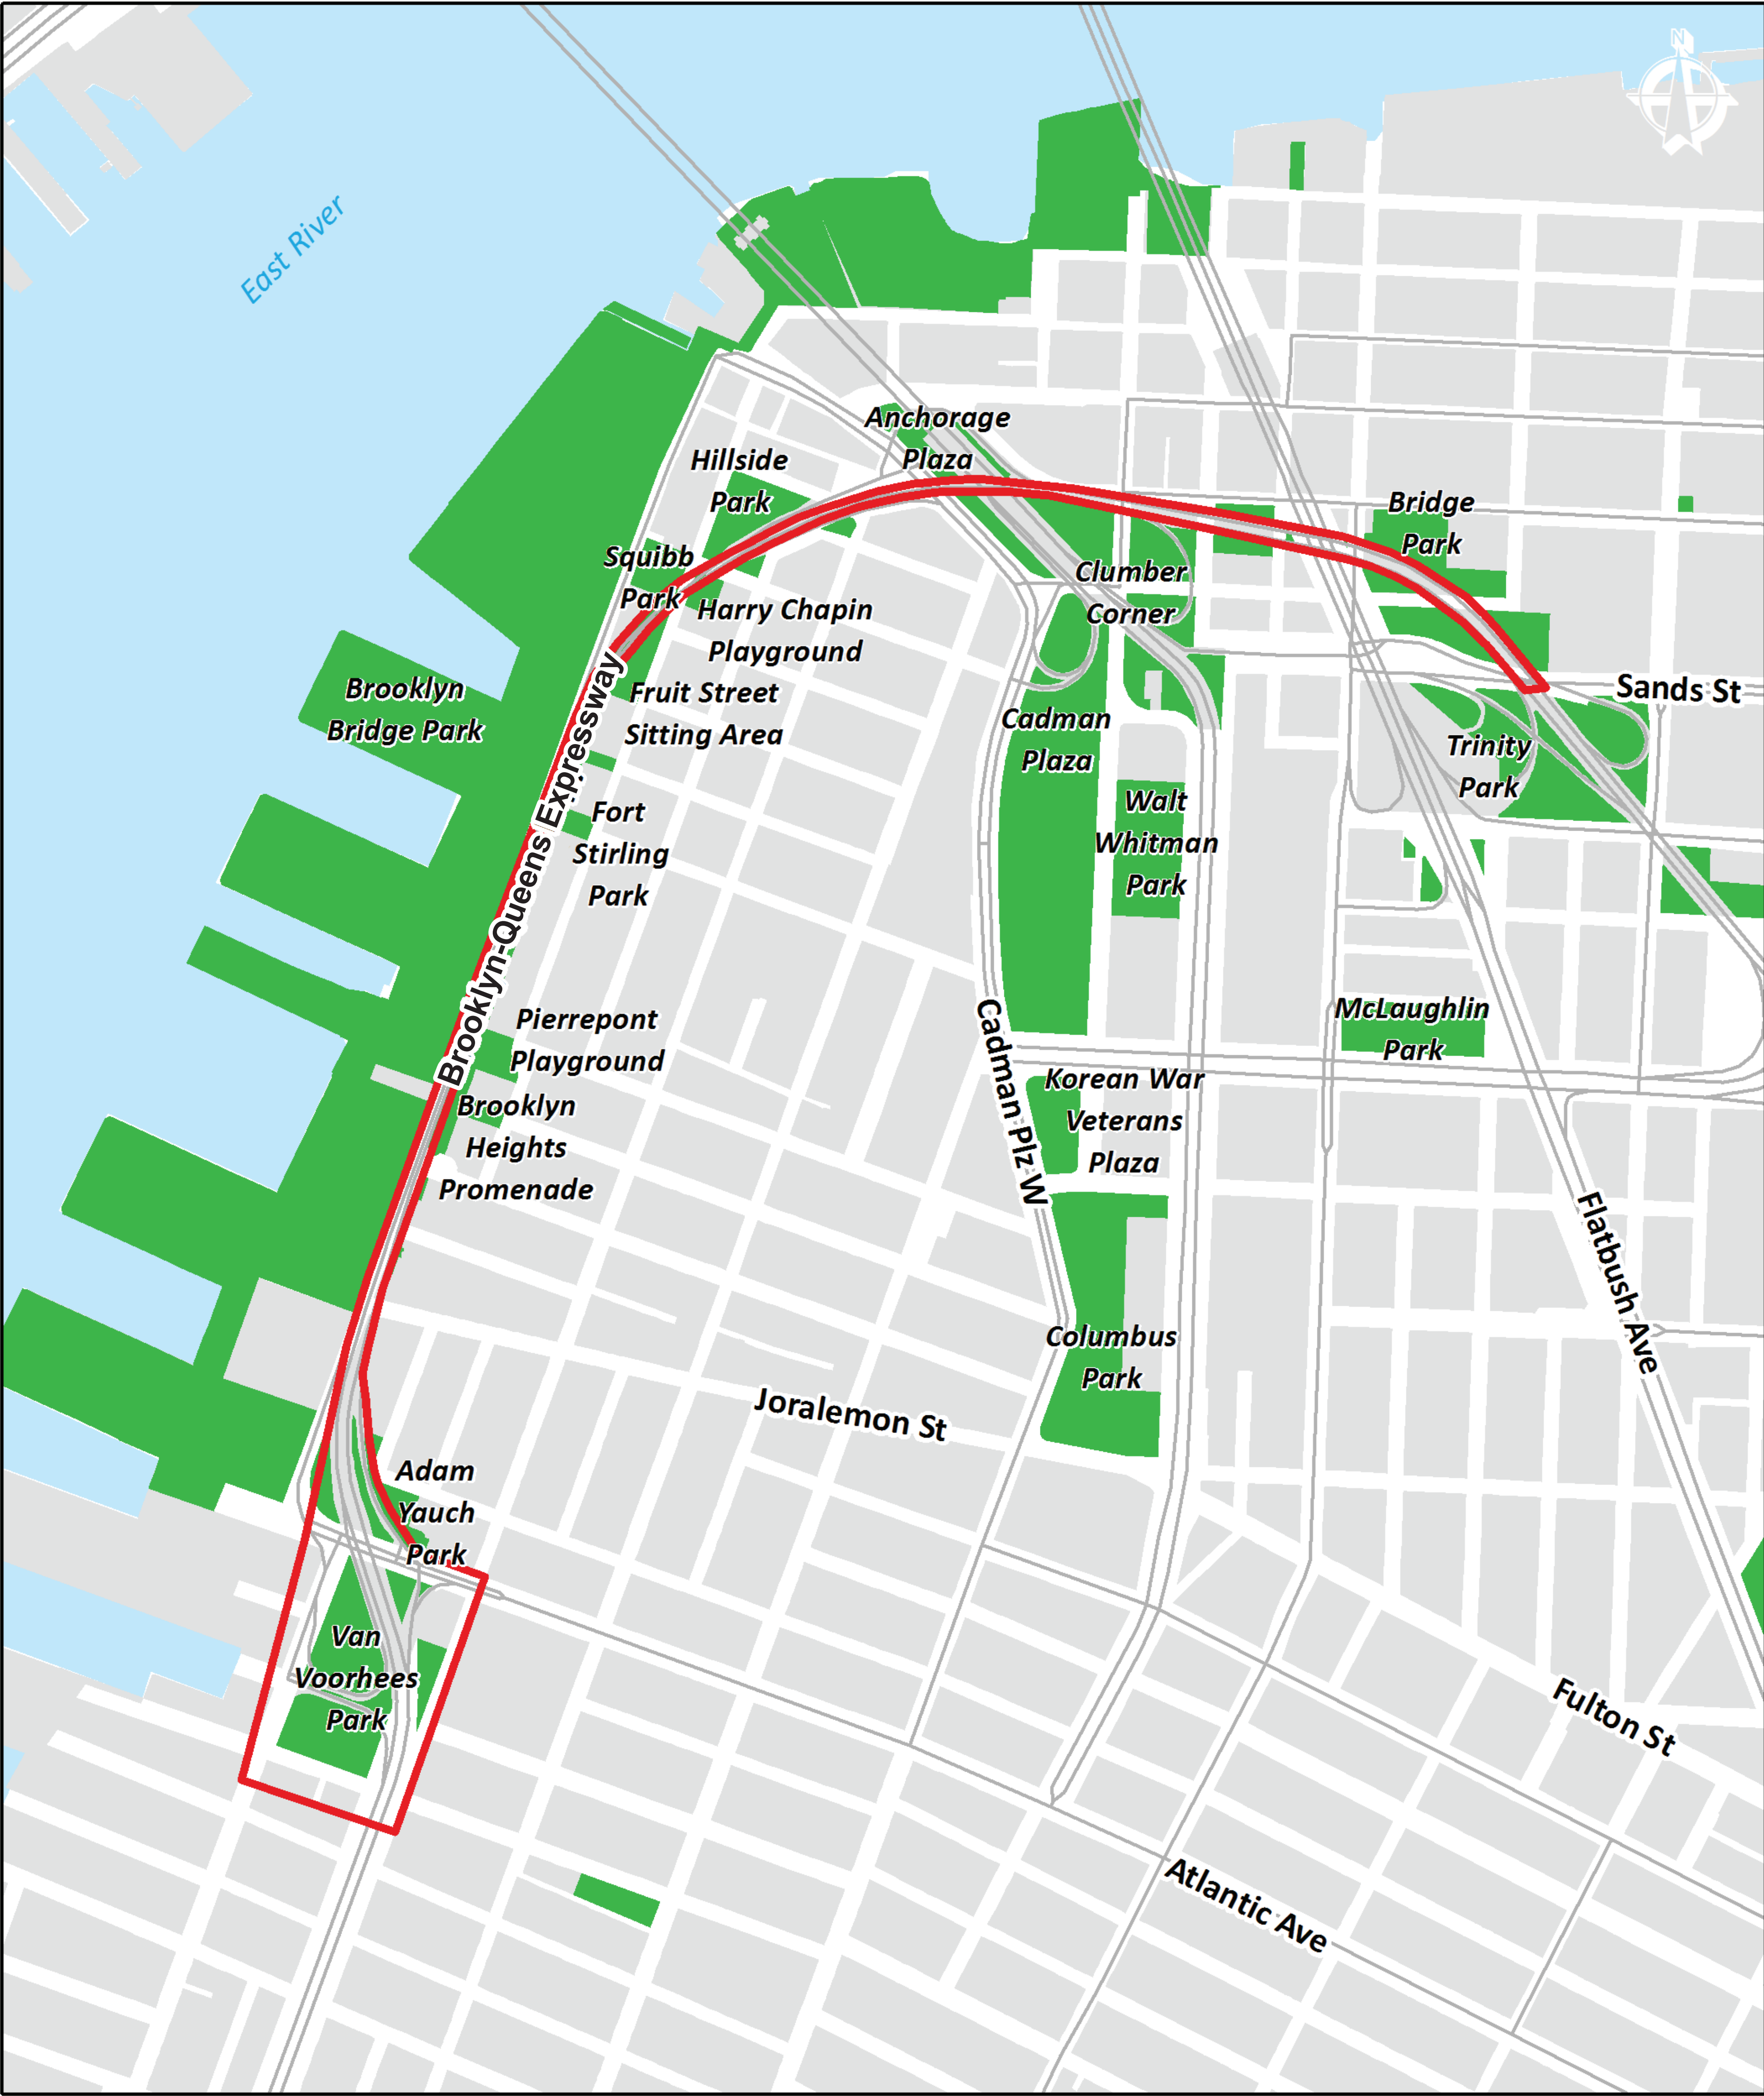 N
East River
Anchorage
Plaza
Hillside
Park
Bridge
Park
Squibb
Park
Clumber
Corner
Harry Chapin
Playground
Brooklyn
Bridge Park
Fruit Street
Sitting Area
Sands St
Cadman
Plaza
Trinity
Park
Brooklyn-Queens Expressway
Fort
Stirling
Park
Walt
Whitman
Park
Pierrepont
Playground
McLaughlin
Park
Cadman Plz W
Korean War
Veterans
Plaza
Brooklyn
Heights
Promenade
Flatbush Ave
Columbus
Park
Joralemon St
Adam
Yauch
Park
Van
Voorhees
Park
Fulton St
Atlantic Ave